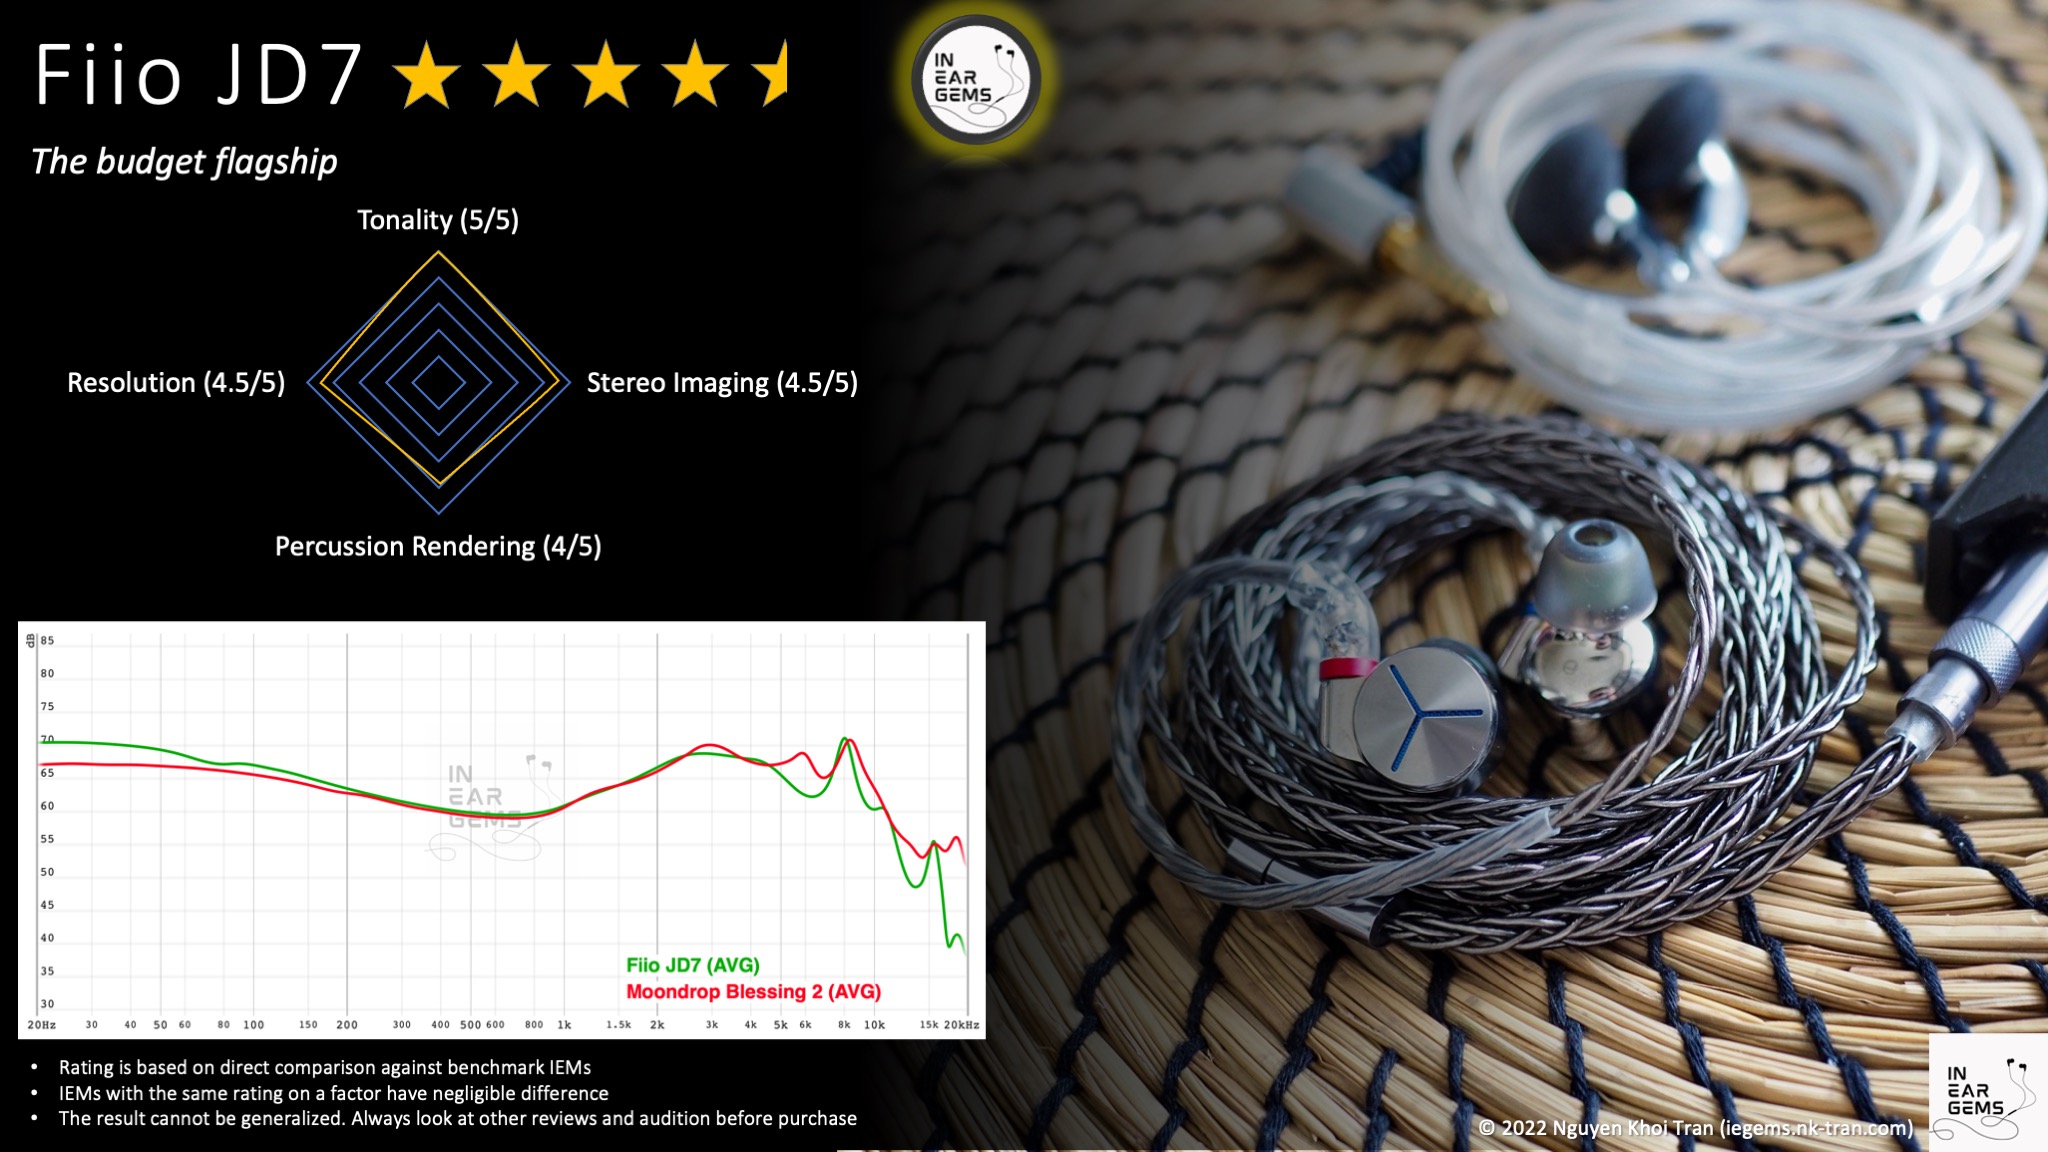 Fiio JD7
IN
EAR
GEMS
The budget flagship
Tonality (5/5)
Resolution (4.5/5)
Stereo Imaging (4.5/5)
Percussion Rendering (4/5)
dB
85
80
75
70
65
60
55
50
45
40
35
30
IN
EAR
GEMS
Fiio JD7 (AVG)
Moondrop Blessing 2 (AVG)
20Hz 30 40 50 60 80 100 150 200 300 400 500 600 800 1k 1.5k 2k 3k 4k 5k 6k 8k 10k 15k 20kHz
• Rating is based on direct comparison against benchmark IEMs
• IEMs with the same rating on a factor have negligible difference
• The result cannot be generalized. Always look at other reviews and audition before purchase
© 2022 Nguyen Khoi Tran (iegems.nk-tran.com)
IN
EAR
GEMS